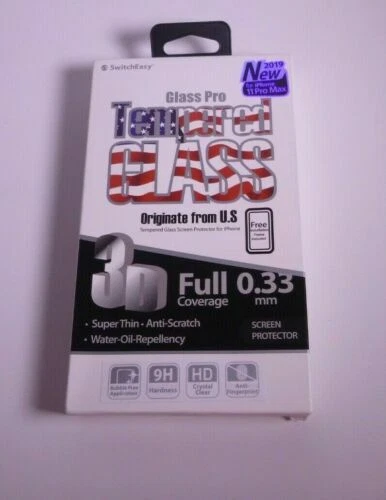 SwitchEasy
New 2019
for iPhone
11 Pro Max
Glass Pro
Tempered
GLASS
Originate from U.S
Tempered Glass Screen Protector for iPhone
Free
3D Full 0.33
Coverage mm
• Super Thin • Anti-Scratch
• Water-Oil-Repellency
SCREEN
PROTECTOR
Bubble Free
Application
9H
Hardness
HD
Crystal
Clear
Anti-
Fingerprint